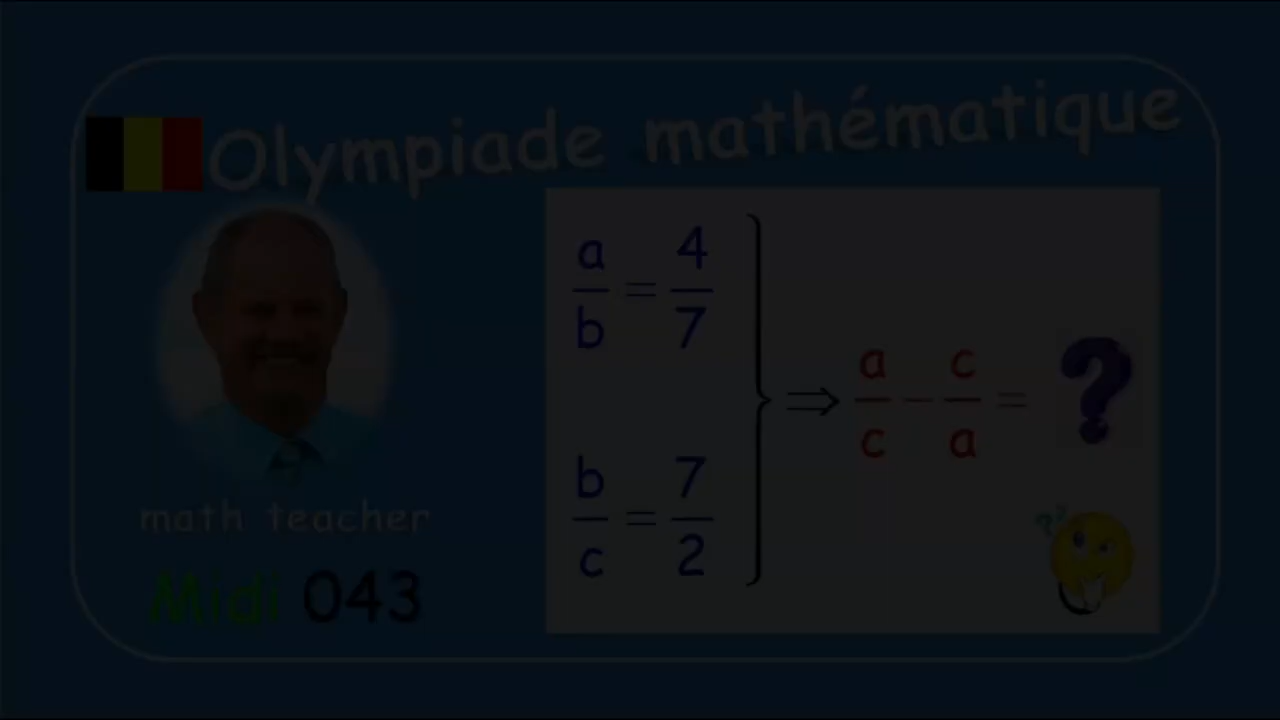 Olympiade mathématique
a/b = 4/7
b/c = 7/2
⇒ a/c − c/a = ?
math teacher
Midi 043